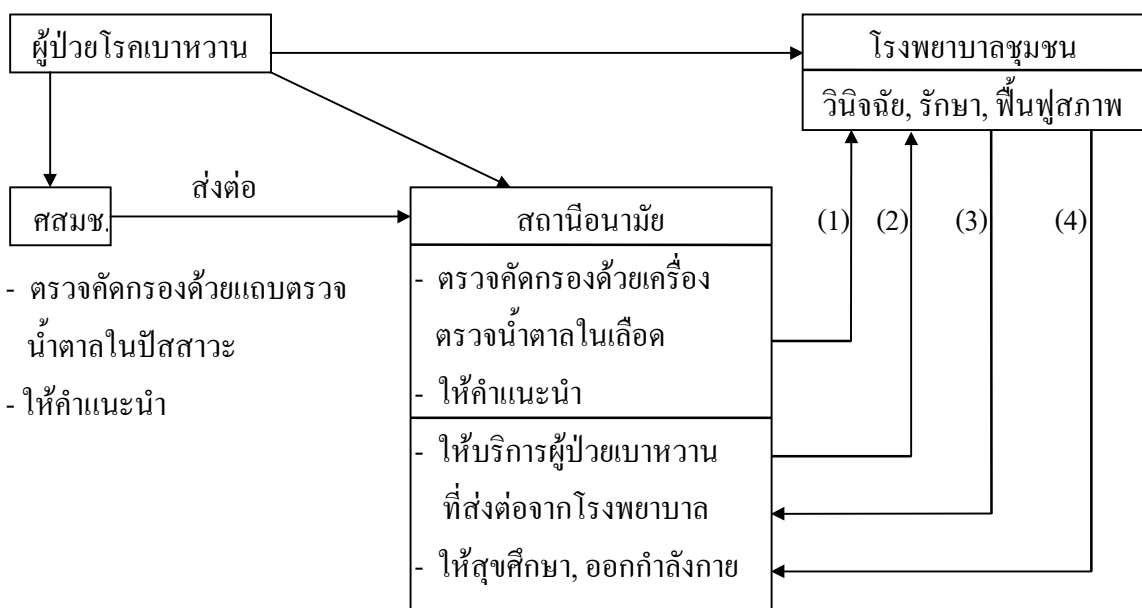 ผู้ป่วยโรคเบาหวาน
โรงพยาบาลชุมชน
วินิจฉัย, รักษา, ฟื้นฟูสภาพ
ศสมช.
ส่งต่อ
- ตรวจคัดกรองด้วยแถบตรวจ
น้ำตาลในปัสสาวะ
- ให้คำแนะนำ
สถานีอนามัย
- ตรวจคัดกรองด้วยเครื่อง
ตรวจน้ำตาลในเลือด
- ให้คำแนะนำ
- ให้บริการผู้ป่วยเบาหวาน
ที่ส่งต่อจากโรงพยาบาล
- ให้สุขศึกษา, ออกกำลังกาย
(1)
(2)
(3)
(4)